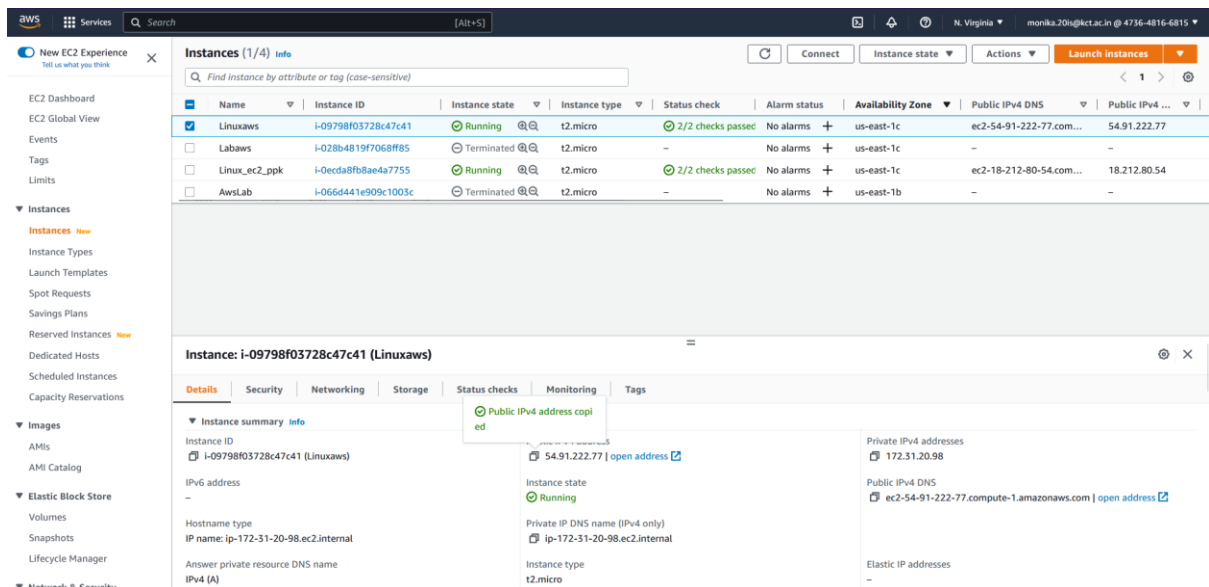 aws Services Search [Alt+S] N. Virginia ▼ monika.20is@kct.ac.in @ 4736-4816-6815 ▼
New EC2 Experience
Tell us what you think
EC2 Dashboard
EC2 Global View
Events
Tags
Limits
Instances
Instances New
Instance Types
Launch Templates
Spot Requests
Savings Plans
Reserved Instances New
Dedicated Hosts
Scheduled Instances
Capacity Reservations
Images
AMIs
AMI Catalog
Elastic Block Store
Volumes
Snapshots
Lifecycle Manager
Network & Security
Instances (1/4) Info Connect Instance state ▼ Actions ▼ Launch instances ▼
Find instance by attribute or tag (case-sensitive) < 1 >
Name Instance ID Instance state Instance type Status check Alarm status Availability Zone ▼ Public IPv4 DNS Public IPv4 ...
Linuxaws i-09798f03728c47c41 Running t2.micro 2/2 checks passed No alarms + us-east-1c ec2-54-91-222-77.com... 54.91.222.77
Labaws i-028b4819f7068ff85 Terminated t2.micro – No alarms + us-east-1c – –
Linux_ec2_ppk i-0ecda8fb8ae4a7755 Running t2.micro 2/2 checks passed No alarms + us-east-1c ec2-18-212-80-54.com... 18.212.80.54
AwsLab i-066d441e909c1003c Terminated t2.micro – No alarms + us-east-1b – –
Instance: i-09798f03728c47c41 (Linuxaws)
Details Security Networking Storage Status checks Monitoring Tags
Public IPv4 address copi
ed
Instance summary Info
Instance ID Private IPv4 addresses
i-09798f03728c47c41 (Linuxaws) 54.91.222.77 | open address 172.31.20.98
IPv6 address Instance state Public IPv4 DNS
– Running ec2-54-91-222-77.compute-1.amazonaws.com | open address
Hostname type Private IP DNS name (IPv4 only)
IP name: ip-172-31-20-98.ec2.internal ip-172-31-20-98.ec2.internal
Answer private resource DNS name Instance type Elastic IP addresses
IPv4 (A) t2.micro –